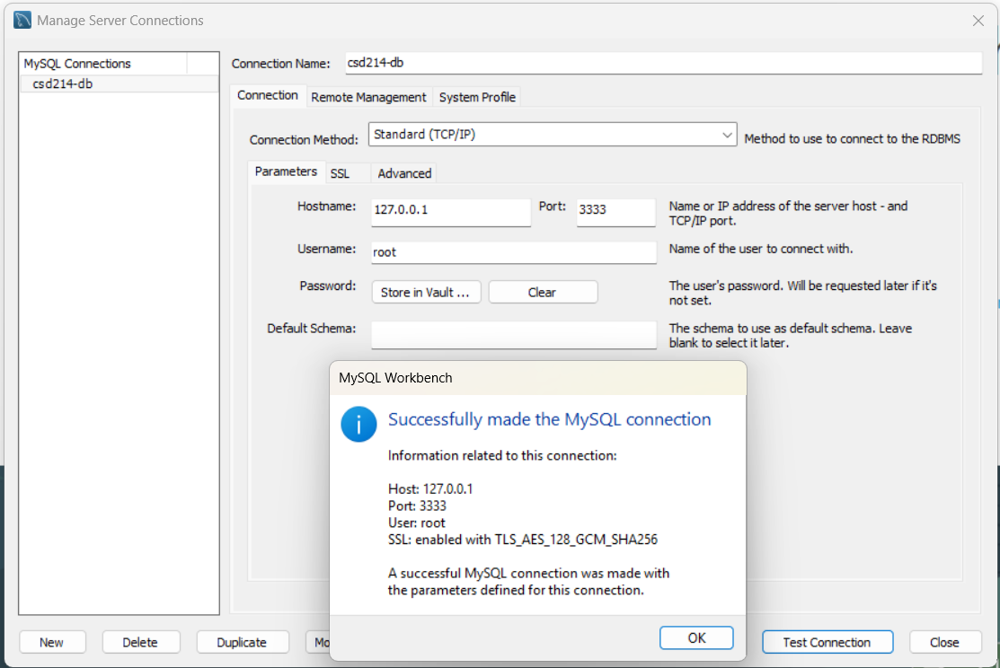 Manage Server Connections
MySQL Connections
csd214-db
Connection Name: csd214-db
Connection Remote Management System Profile
Connection Method: Standard (TCP/IP) Method to use to connect to the RDBMS
Parameters SSL Advanced
Hostname: 127.0.0.1 Port: 3333 Name or IP address of the server host - and
TCP/IP port.
Username: root Name of the user to connect with.
Password: Store in Vault ... Clear The user's password. Will be requested later if it's
not set.
Default Schema: The schema to use as default schema. Leave
blank to select it later.
MySQL Workbench
Successfully made the MySQL connection
Information related to this connection:
Host: 127.0.0.1
Port: 3333
User: root
SSL: enabled with TLS_AES_128_GCM_SHA256
A successful MySQL connection was made with
the parameters defined for this connection.
OK
New Delete Duplicate Mo Test Connection Close